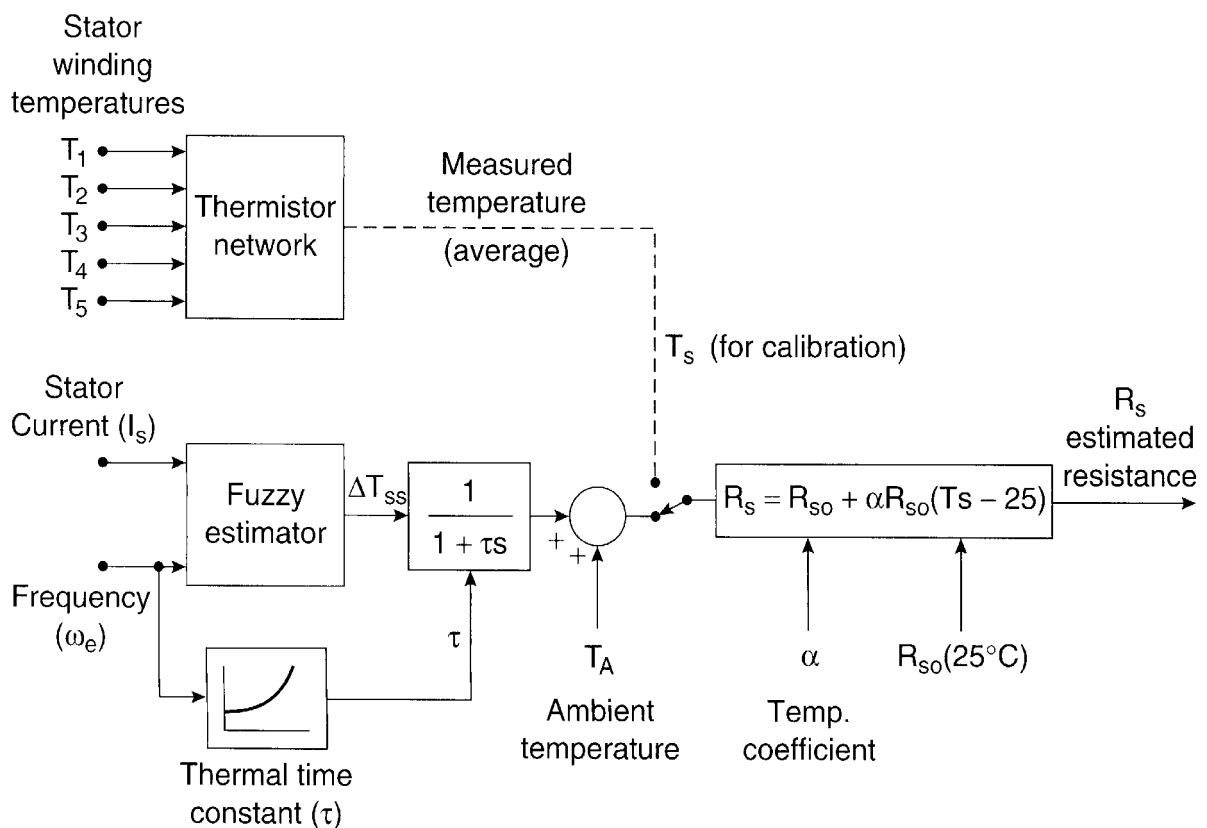 Stator
winding
temperatures
T₁
T₂
T₃
T₄
T₅
Thermistor
network
Measured
temperature
(average)
Tₛ (for calibration)
Stator
Current (Iₛ)
Frequency
(ωₑ)
Fuzzy
estimator
ΔTₛₛ
1
1 + τs
τ
+
+
Thermal time
constant (τ)
T_A
Ambient
temperature
Rₛ = Rₛₒ + αRₛₒ(Ts – 25)
α
Temp.
coefficient
Rₛₒ(25°C)
Rₛ
estimated
resistance